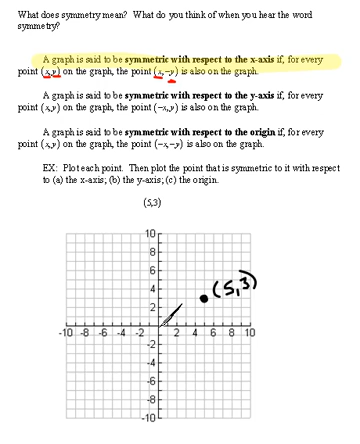 What does symmetry mean? What do you think of when you hear the word
symmetry?
A graph is said to be symmetric with respect to the x-axis if, for every
point (x,y) on the graph, the point (x,-y) is also on the graph.
A graph is said to be symmetric with respect to the y-axis if, for every
point (x,y) on the graph, the point (-x,y) is also on the graph.
A graph is said to be symmetric with respect to the origin if, for every
point (x,y) on the graph, the point (-x,-y) is also on the graph.
EX: Plot each point. Then plot the point that is symmetric to it with respect
to (a) the x-axis; (b) the y-axis; (c) the origin.
(5,3)
10
8
6
(5,3)
4
2
-10 -8 -6 -4 -2 2 4 6 8 10
-2
-4
-6
-8
-10